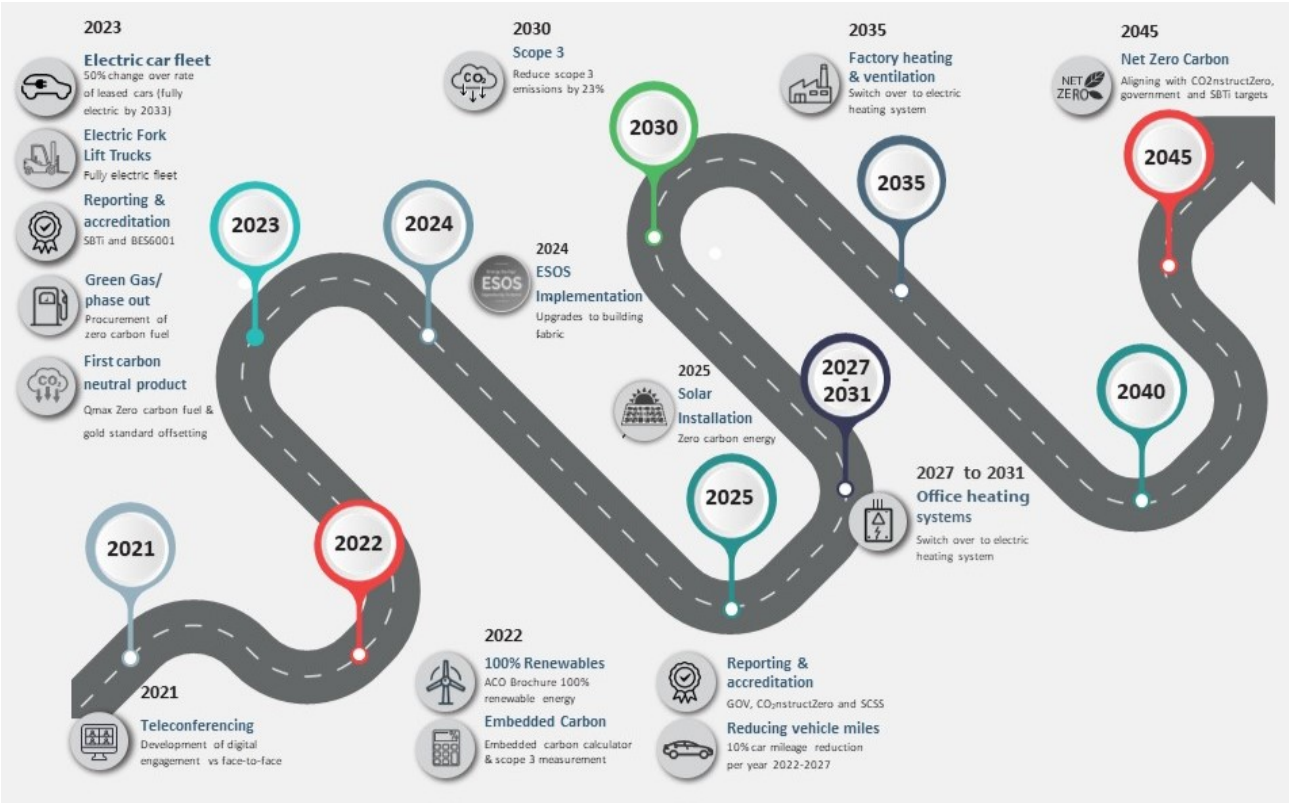 2023
Electric car fleet
50% change over rate
of leased cars (fully
electric by 2033)
Electric Fork
Lift Trucks
Fully electric fleet
Reporting &
accreditation
SBTi and BES6001
Green Gas/
phase out
Procurement of
zero carbon fuel
CO₂
First carbon
neutral product
Qmax Zero carbon fuel &
gold standard offsetting
2030
CO₂
Scope 3
Reduce scope 3
emissions by 23%
2035
Factory heating
& ventilation
Switch over to electric
heating system
2045
NET
ZERO
Net Zero Carbon
Aligning with CO2nstructZero,
government and SBTi targets
2023
2024
2030
2035
2045
2024
ESOS
ESOS
Implementation
Upgrades to building
fabric
2025
Solar
Installation
Zero carbon energy
2027
-
2031
2040
2025
2027 to 2031
Office heating
systems
Switch over to electric
heating system
2021
2022
2021
Teleconferencing
Development of digital
engagement vs face-to-face
2022
100% Renewables
ACO Brochure 100%
renewable energy
Embedded Carbon
Embedded carbon calculator
& scope 3 measurement
Reporting &
accreditation
GOV, CO₂nstructZero and SCSS
Reducing vehicle miles
10% car mileage reduction
per year 2022-2027